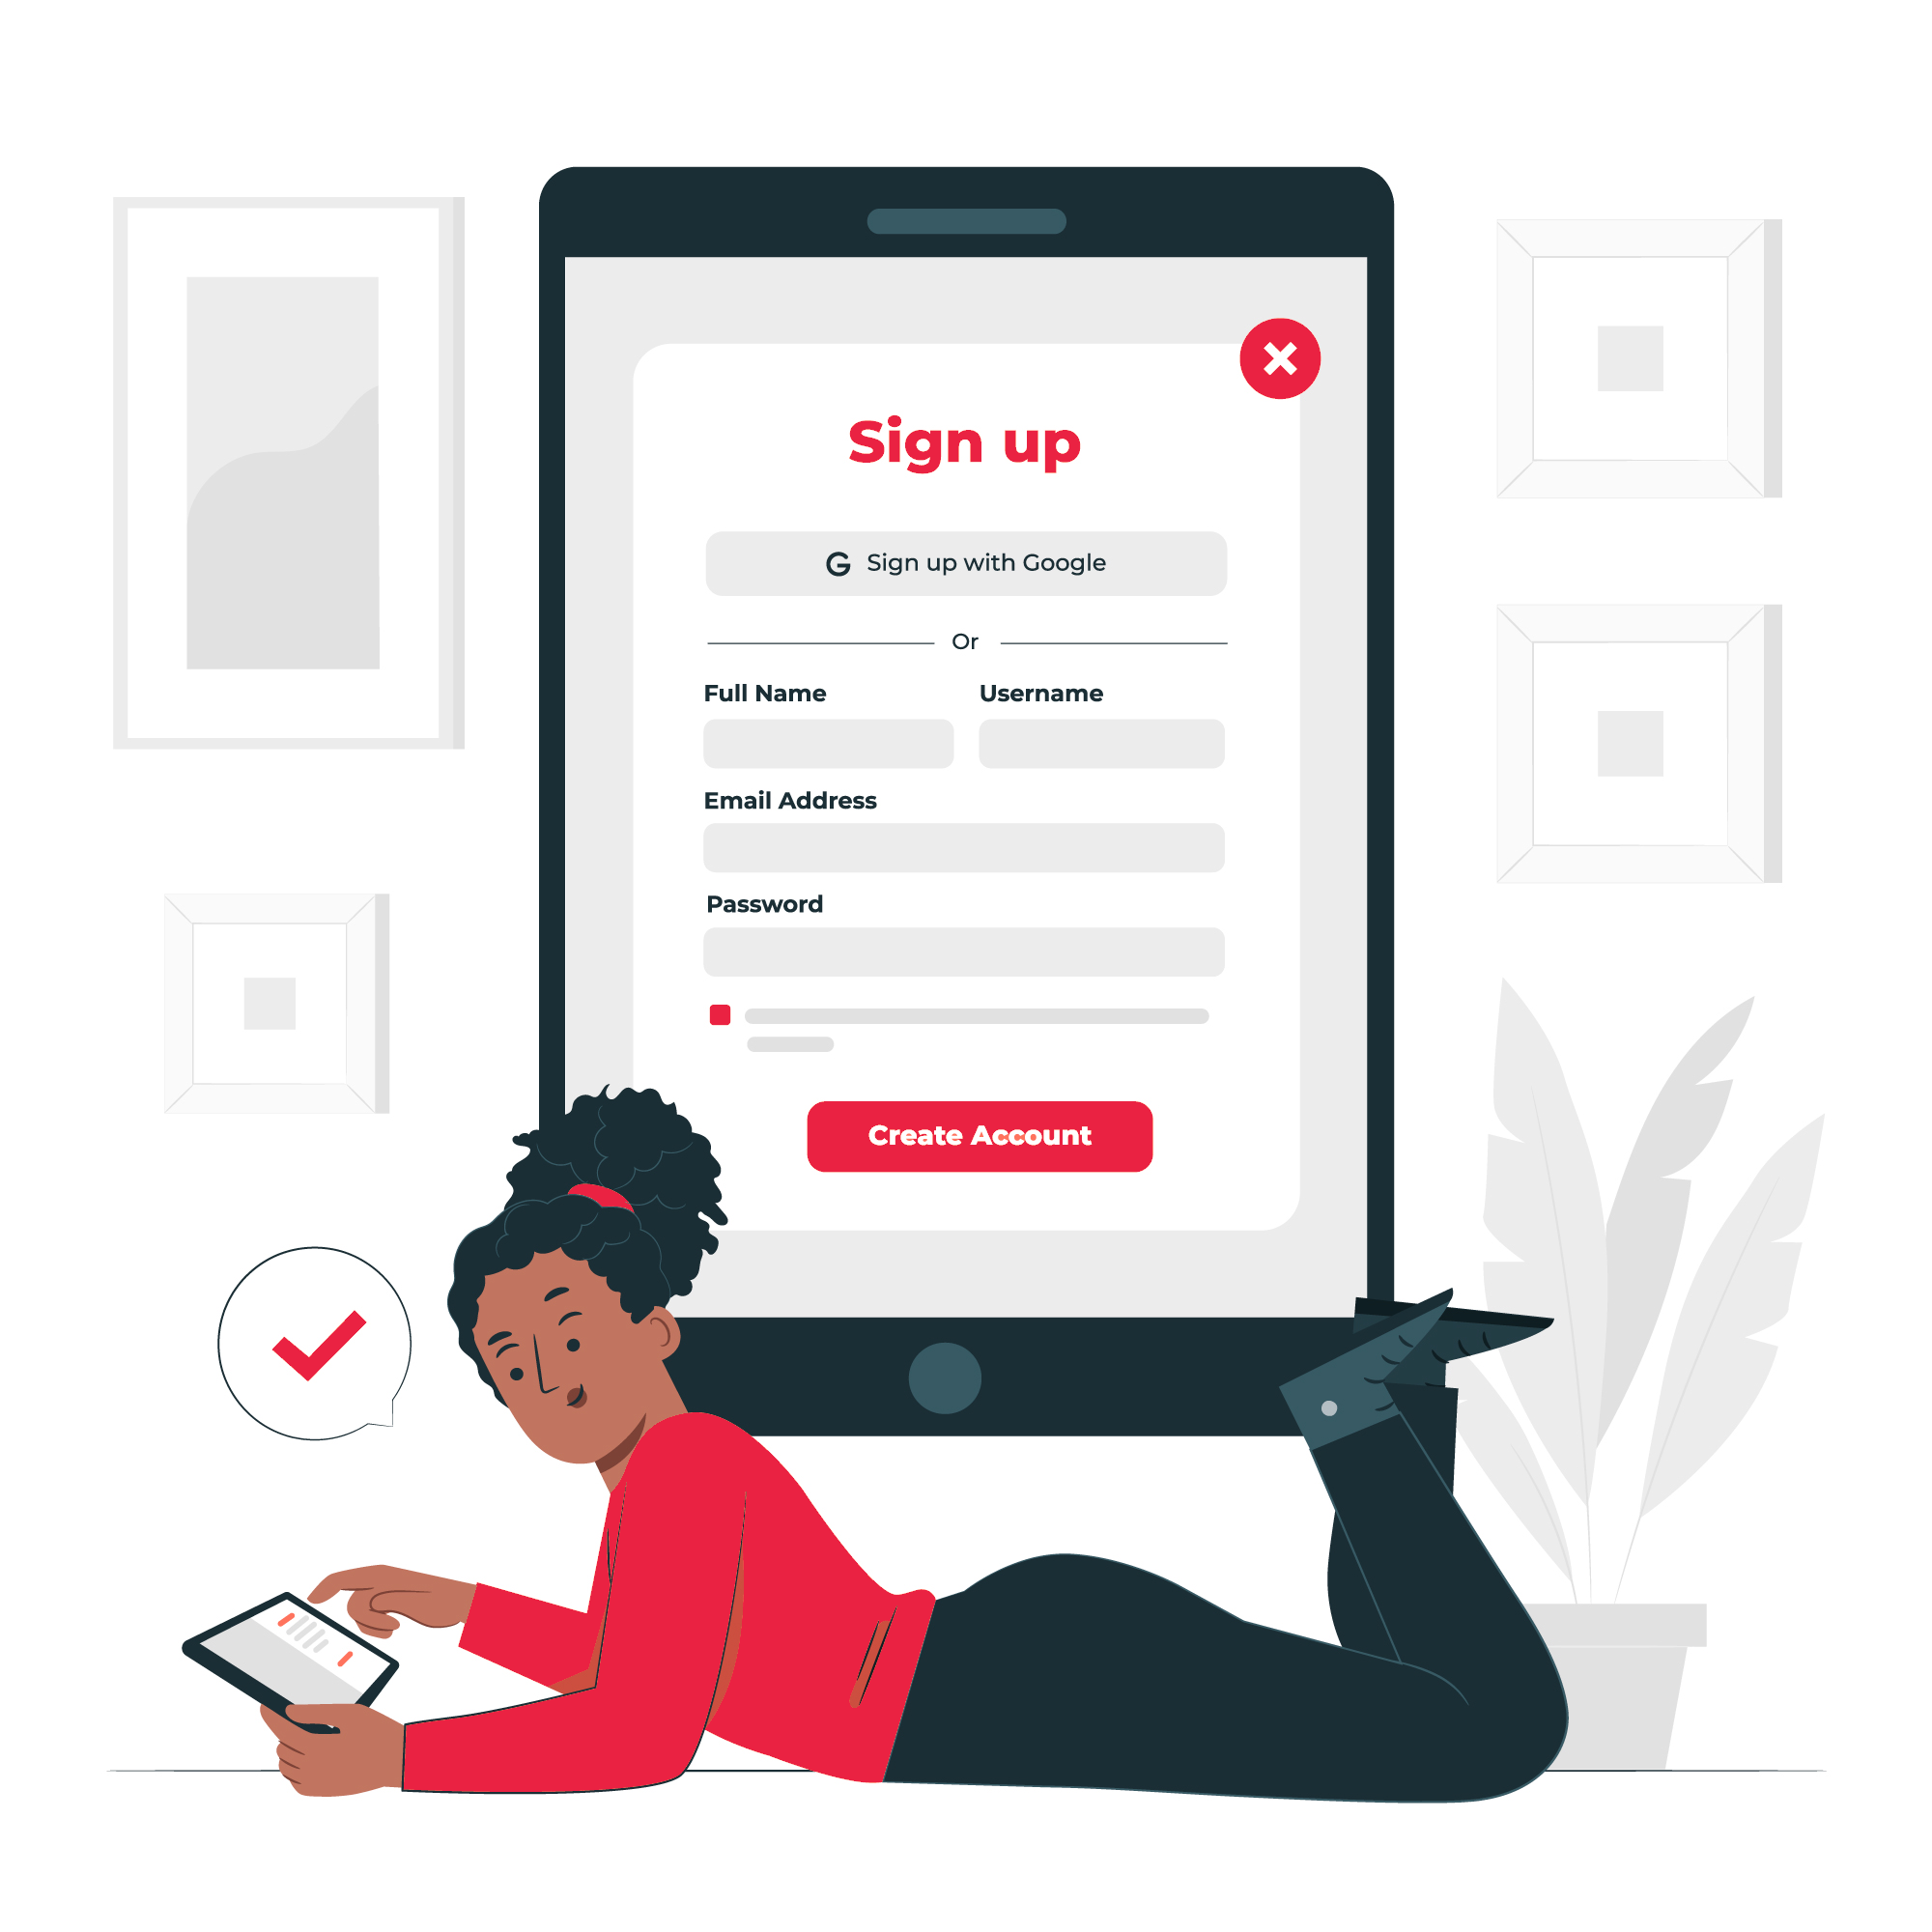 Sign up
G Sign up with Google
Or
Full Name Username
Email Address
Password
Create Account